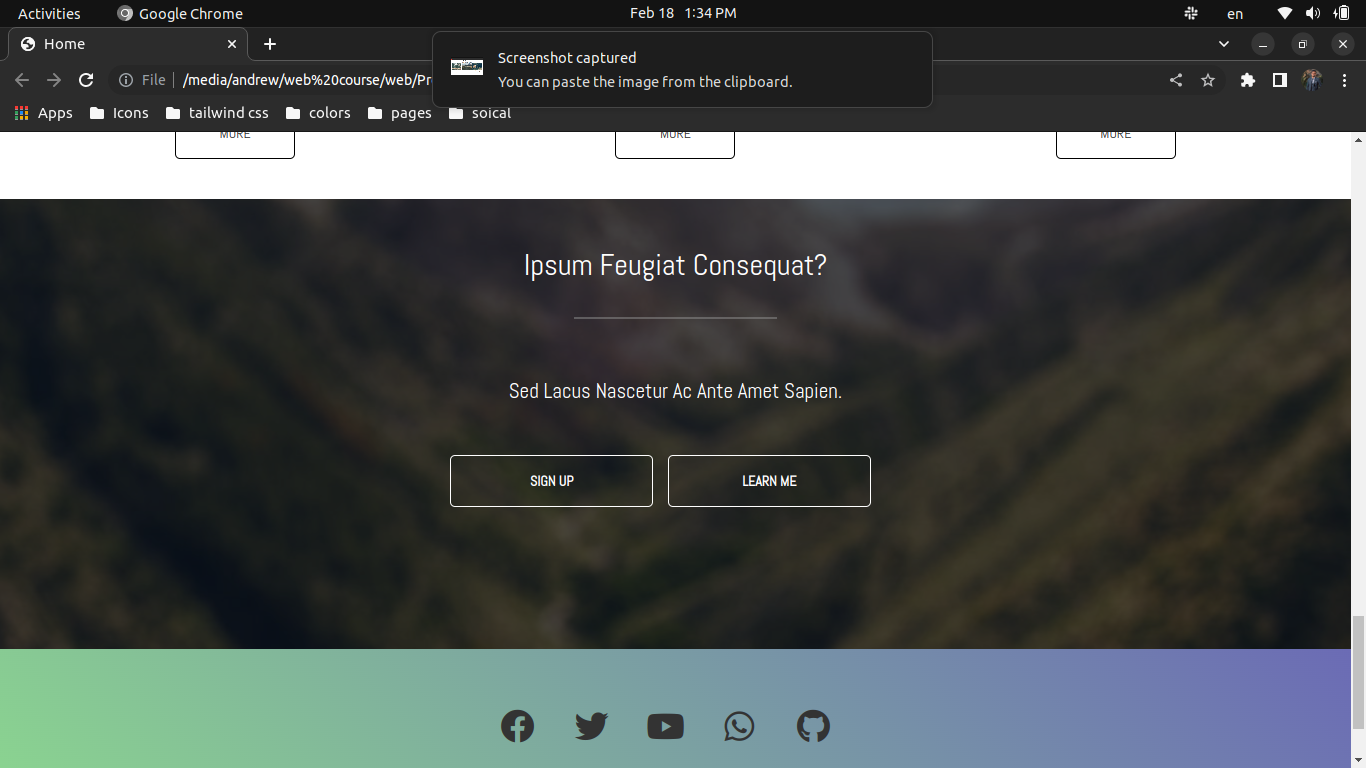 Activities
Google Chrome
Feb 18 1:34 PM
en
Home
Screenshot captured
You can paste the image from the clipboard.
File
/media/andrew/web%20course/web/Pr
Apps
Icons
tailwind css
colors
pages
soical
MORE
MORE
MORE
Ipsum Feugiat Consequat?
Sed Lacus Nascetur Ac Ante Amet Sapien.
SIGN UP
LEARN ME